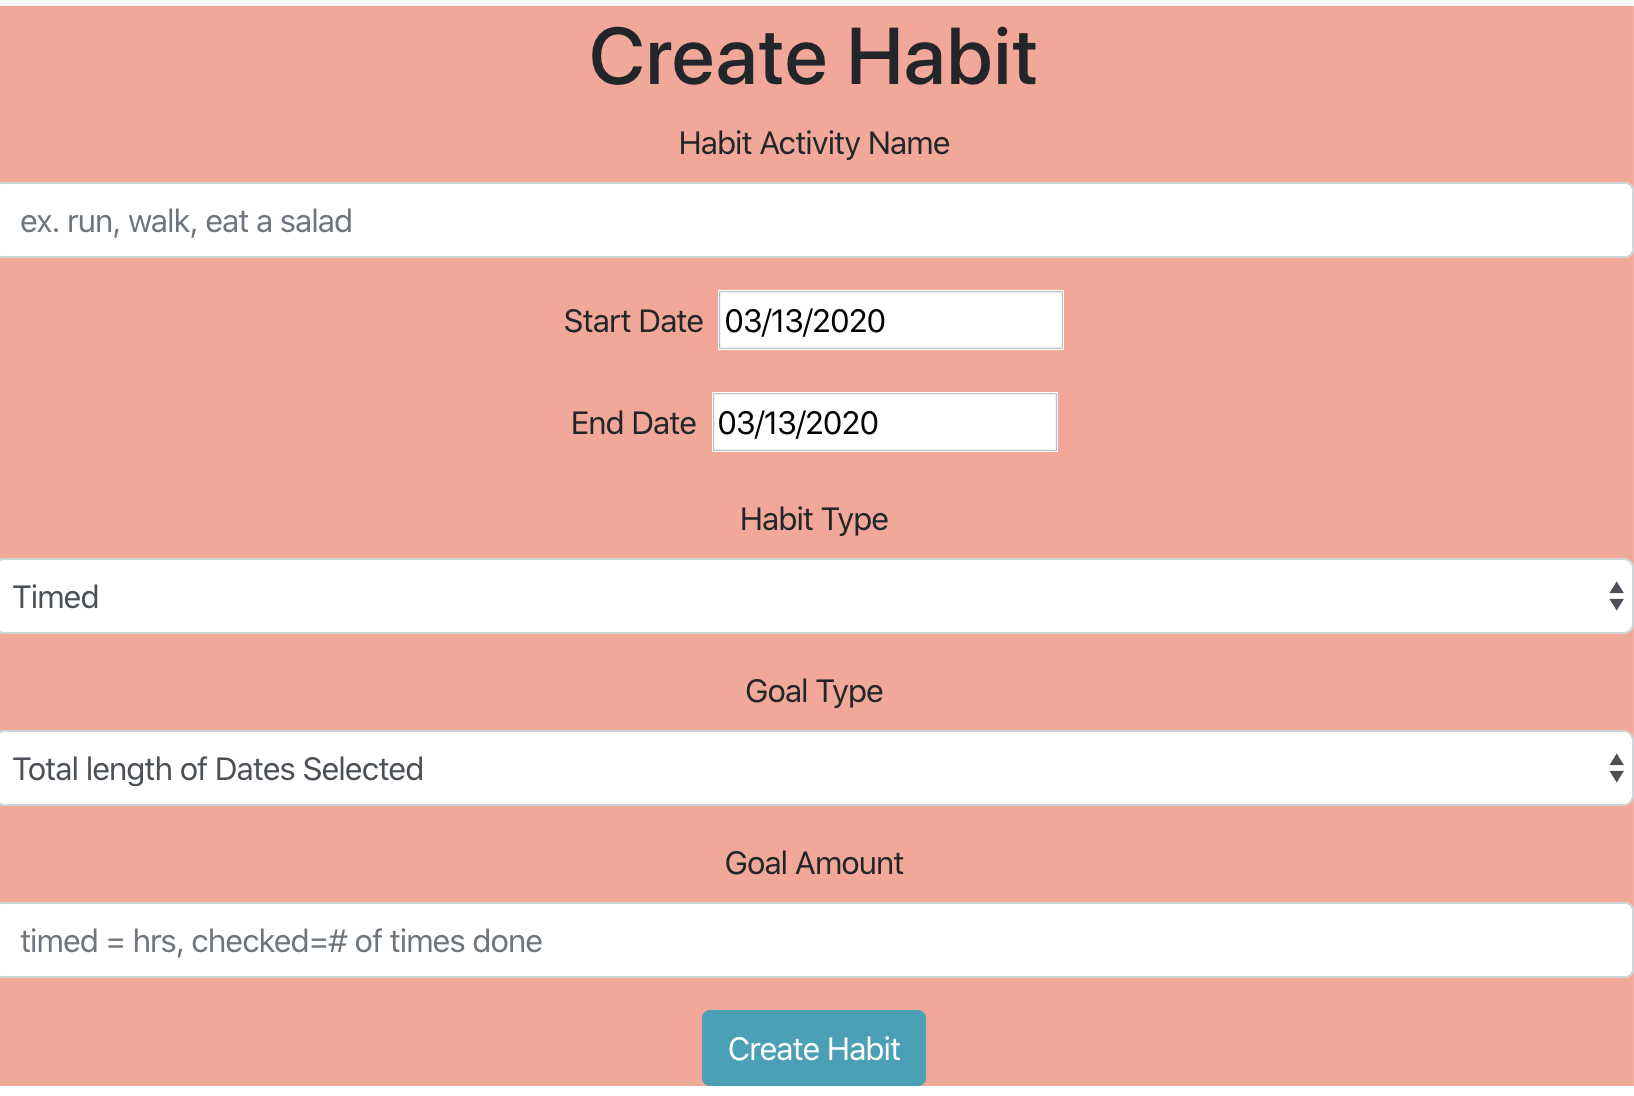 Create Habit
Habit Activity Name
ex. run, walk, eat a salad
Start Date 03/13/2020
End Date 03/13/2020
Habit Type
Timed
Goal Type
Total length of Dates Selected
Goal Amount
timed = hrs, checked=# of times done
Create Habit